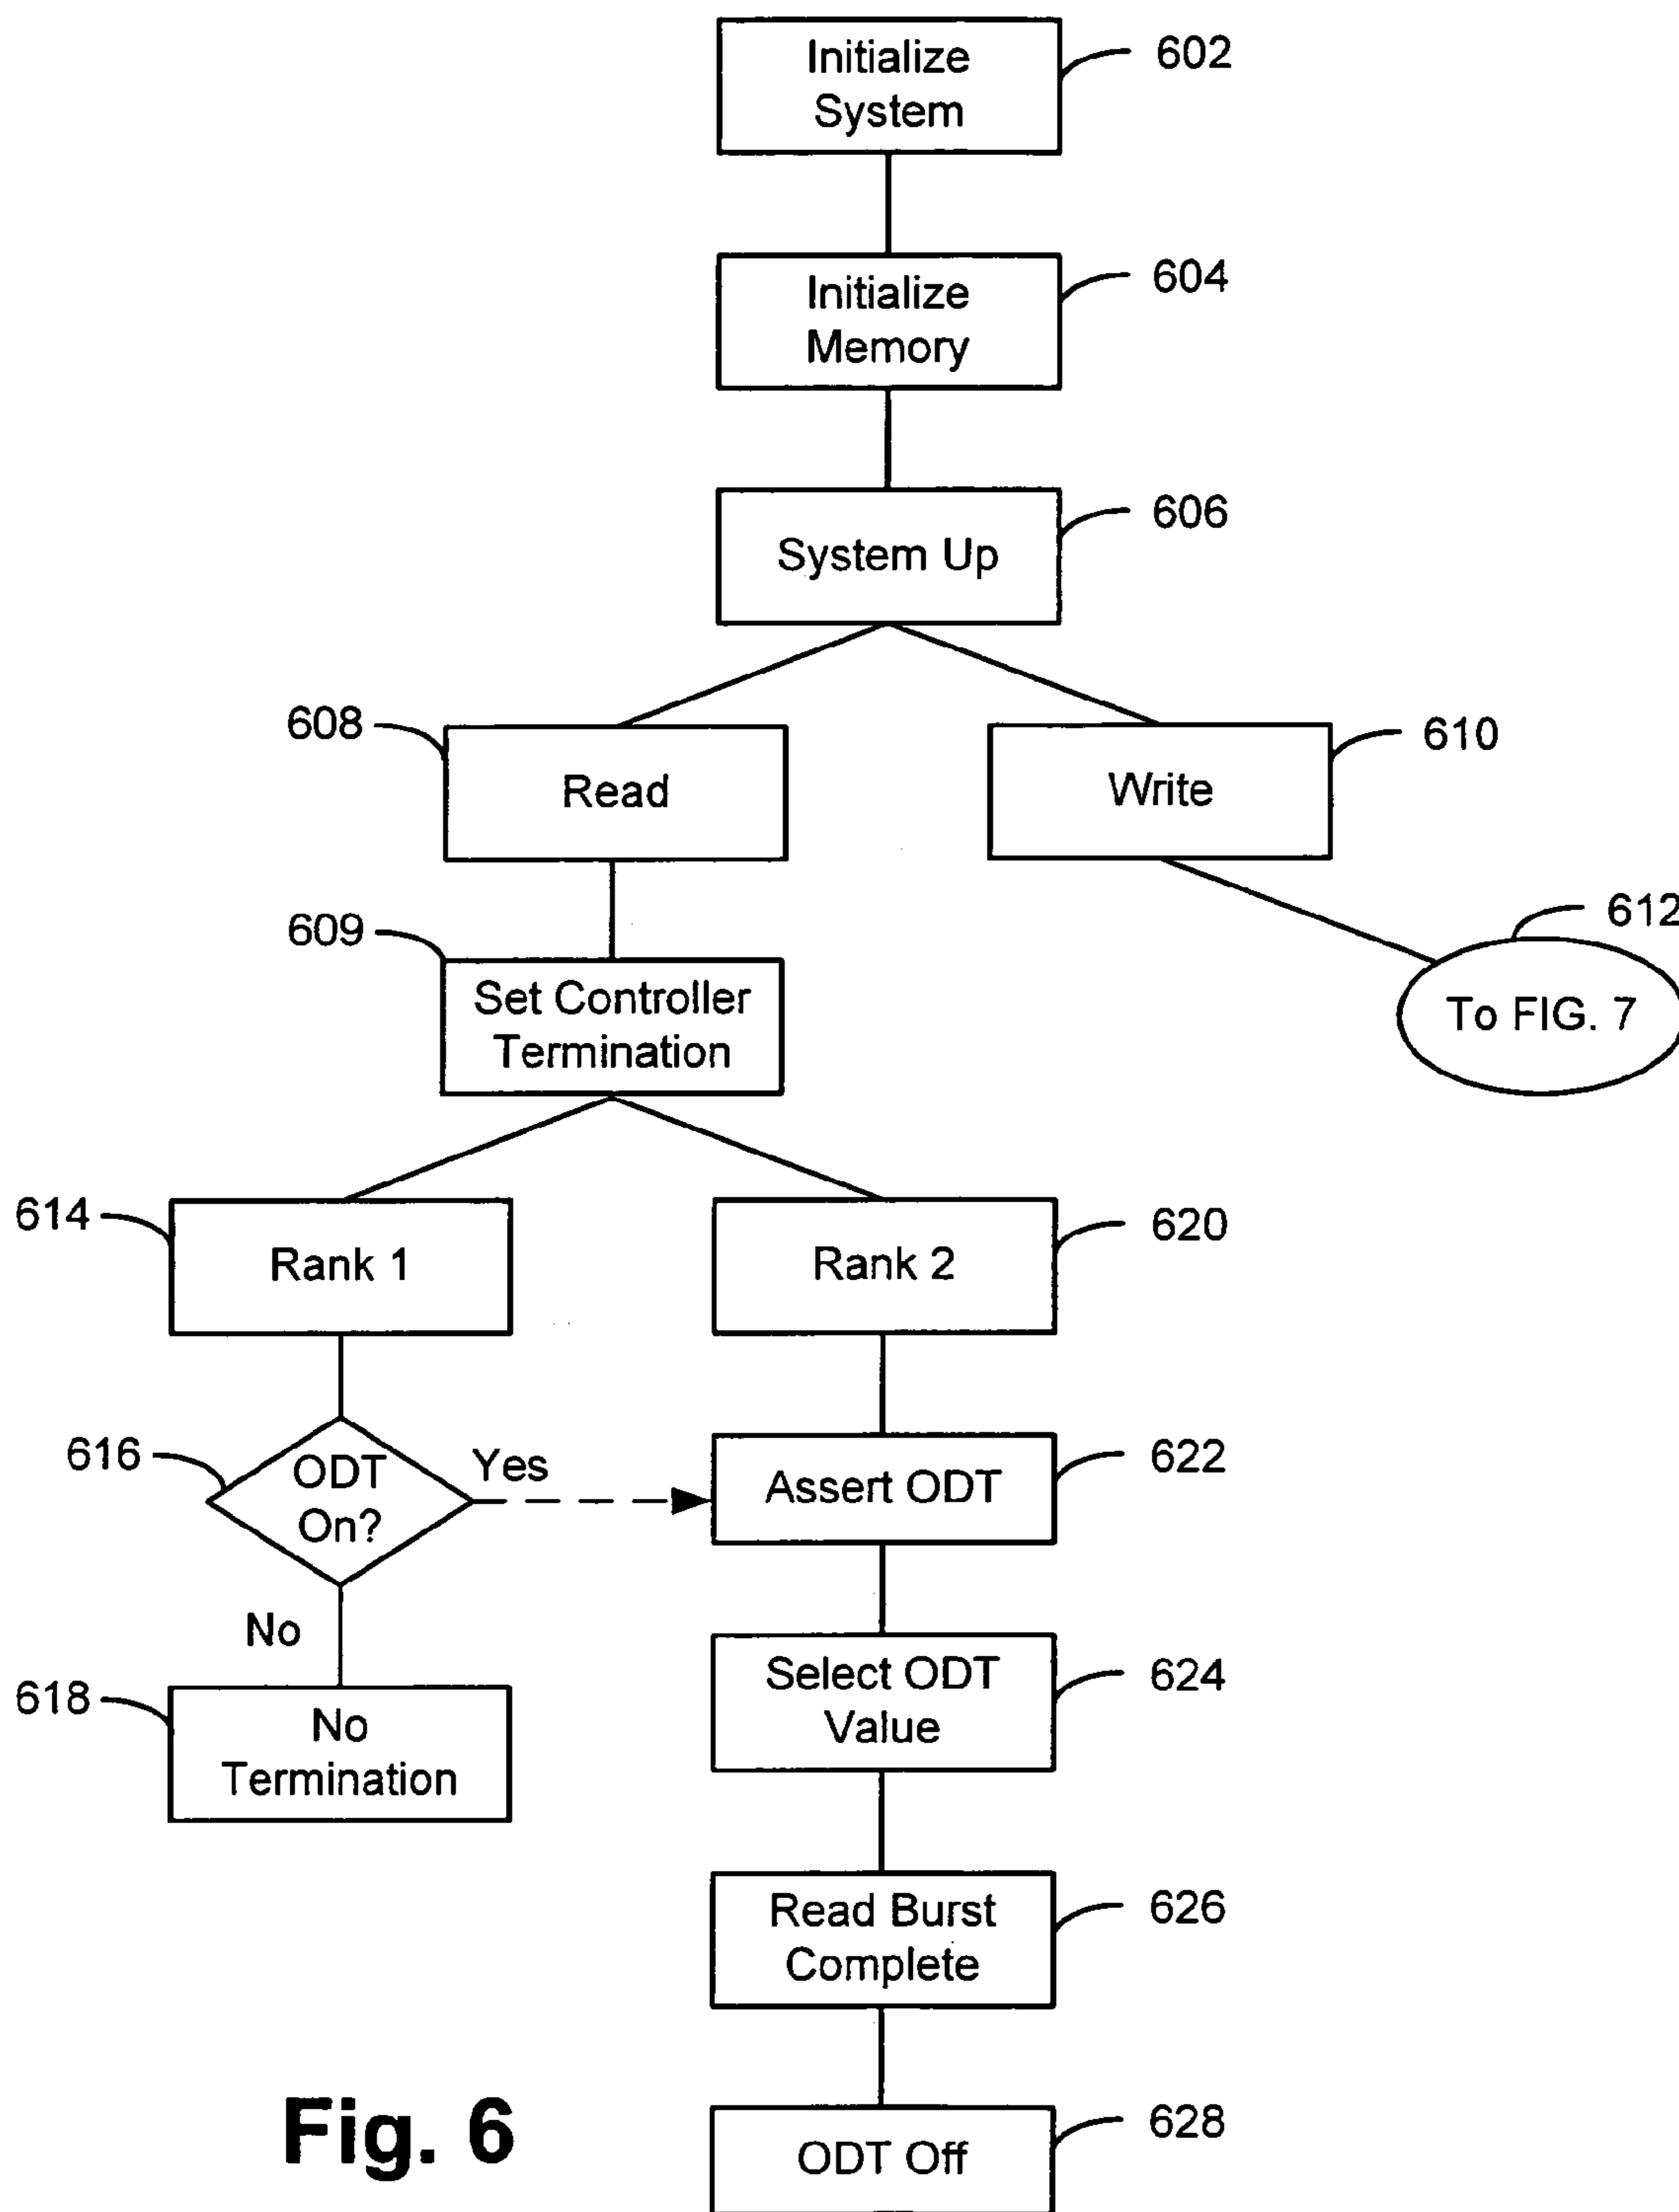 Initialize
System
602
Initialize
Memory
604
System Up
606
608
Read
Write
610
609
Set Controller
Termination
612
To FIG. 7
614
Rank 1
Rank 2
620
616
ODT
On?
Yes
Assert ODT
622
No
Select ODT
Value
624
618
No
Termination
Read Burst
Complete
626
Fig. 6
ODT Off
628